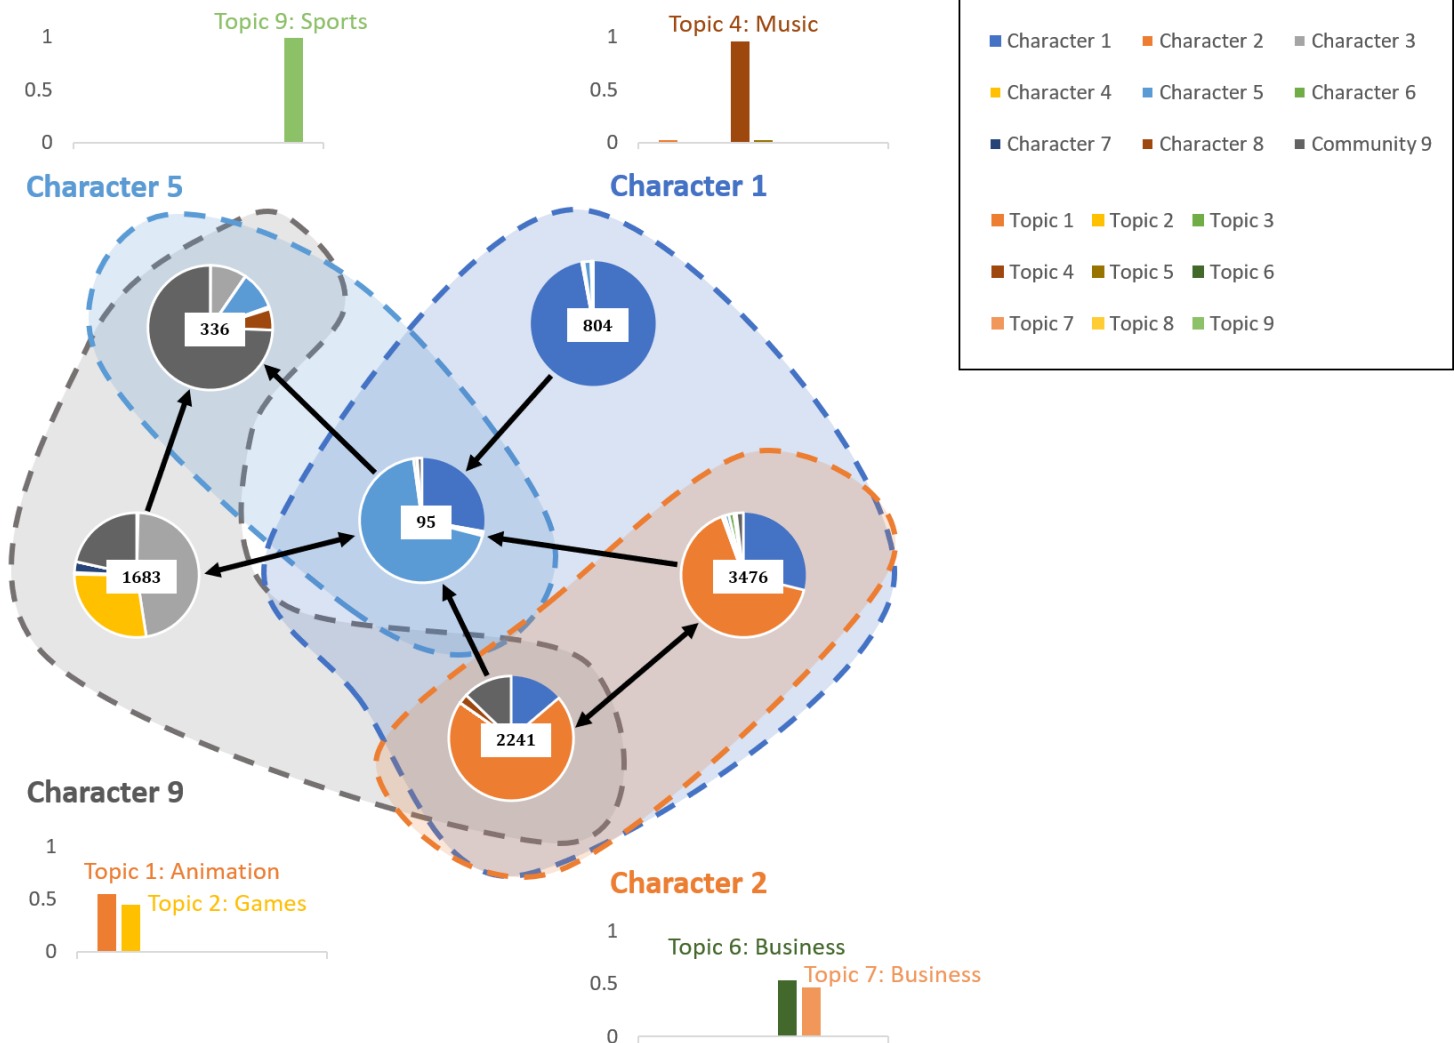 Topic 9: Sports
1
0.5
0
Topic 4: Music
1
0.5
0
Character 1
Character 2
Character 3
Character 4
Character 5
Character 6
Character 7
Character 8
Community 9
Topic 1
Topic 2
Topic 3
Topic 4
Topic 5
Topic 6
Topic 7
Topic 8
Topic 9
Character 5
Character 1
336
804
95
1683
3476
2241
Character 9
1
0.5
0
Topic 1: Animation
Topic 2: Games
Character 2
1
0.5
0
Topic 6: Business
Topic 7: Business